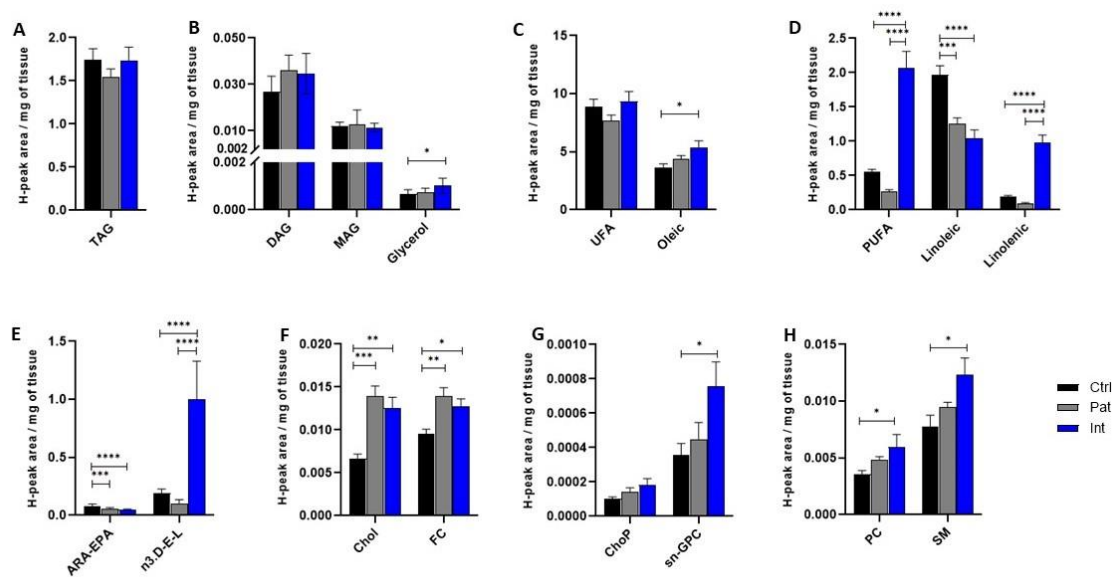 A
H-peak area / mg of tissue
2.0
1.5
1.0
0.5
0.0
TAG
B
H-peak area / mg of tissue
0.050
0.030
0.010
0.002
0.002
0.000
*
DAG
MAG
Glycerol
C
H-peak area / mg of tissue
15
10
5
0
*
UFA
Oleic
D
H-peak area / mg of tissue
2.5
2.0
1.5
1.0
0.5
0.0
****
****
****
***
****
****
PUFA
Linoleic
Linolenic
E
H-peak area / mg of tissue
1.5
1.0
0.5
0.0
****
***
****
****
ARA-EPA
n3.D-E-L
F
H-peak area / mg of tissue
0.020
0.015
0.010
0.005
0.000
**
***
*
**
Chol
FC
G
H-peak area / mg of tissue
0.0010
0.0008
0.0006
0.0004
0.0002
0.0000
*
ChoP
sn-GPC
H
H-peak area / mg of tissue
0.015
0.010
0.005
0.000
*
*
PC
SM
Ctrl
Pat
Int